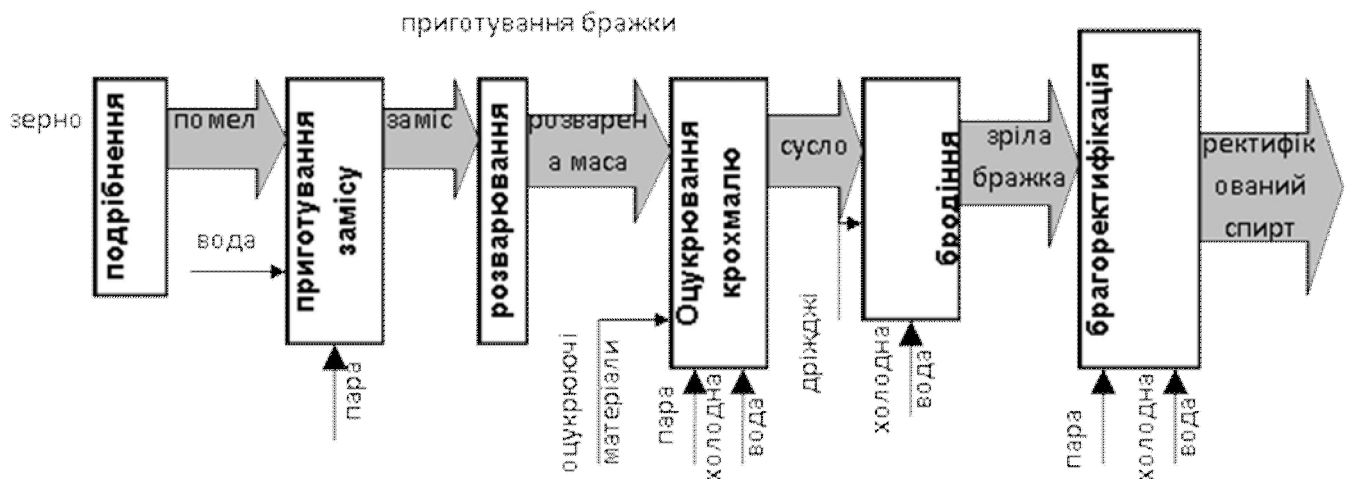 приготування бражки
зерно
подрібнення
помел
вода
приготування
замісу
пара
заміс
розварювання
розварен
а маса
оцукрюючі
матеріали
Оцукрювання
крохмалю
пара
холодна
вода
сусло
дріжджі
бродіння
холодна
вода
зріла
бражка
брагоректифікація
пара
холодна
вода
ректифік
ований
спирт